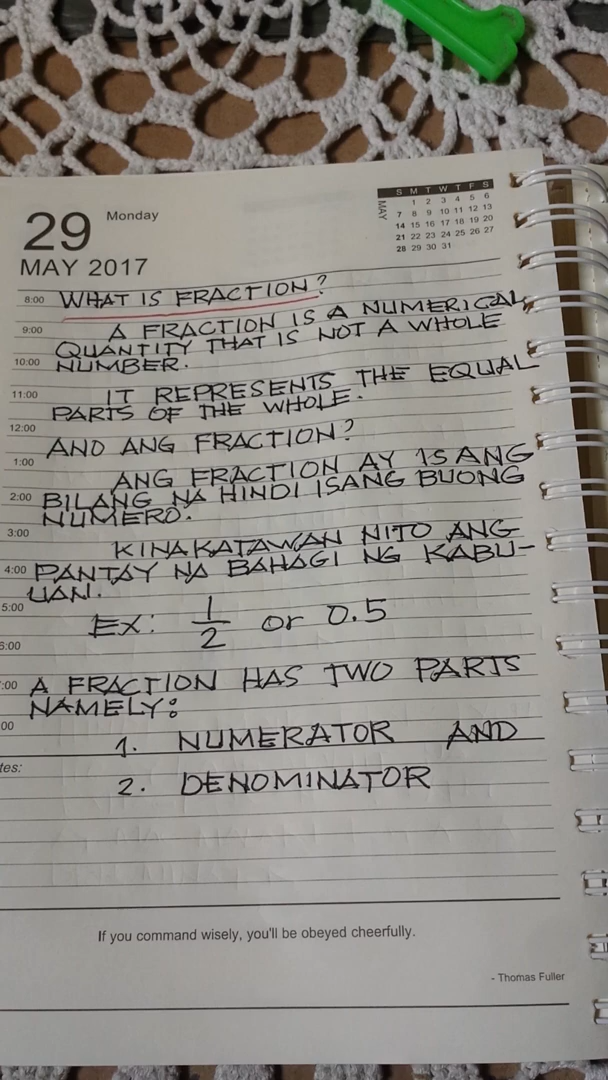 29 Monday
MAY 2017
MAY
S M T W T F S
1 2 3 4 5 6
7 8 9 10 11 12 13
14 15 16 17 18 19 20
21 22 23 24 25 26 27
28 29 30 31
8:00 WHAT IS FRACTION?
9:00 A FRACTION IS A NUMERICAL
QUANTITY THAT IS NOT A WHOLE
10:00 NUMBER.
11:00 IT REPRESENTS THE EQUAL
PARTS OF THE WHOLE.
12:00
AND ANG FRACTION?
1:00 ANG FRACTION AY ISANG
2:00 BILANG NA HINDI ISANG BUONG
NUMERO.
3:00 KINAKATAWAN NITO ANG
4:00 PANTAY NA BAHAGI NG KABU-
UAN.
5:00 EX: 1/2 or 0.5
6:00
:00 A FRACTION HAS TWO PARTS
NAMELY:
00 1. NUMERATOR AND
tes:
2. DENOMINATOR
If you command wisely, you'll be obeyed cheerfully.
- Thomas Fuller